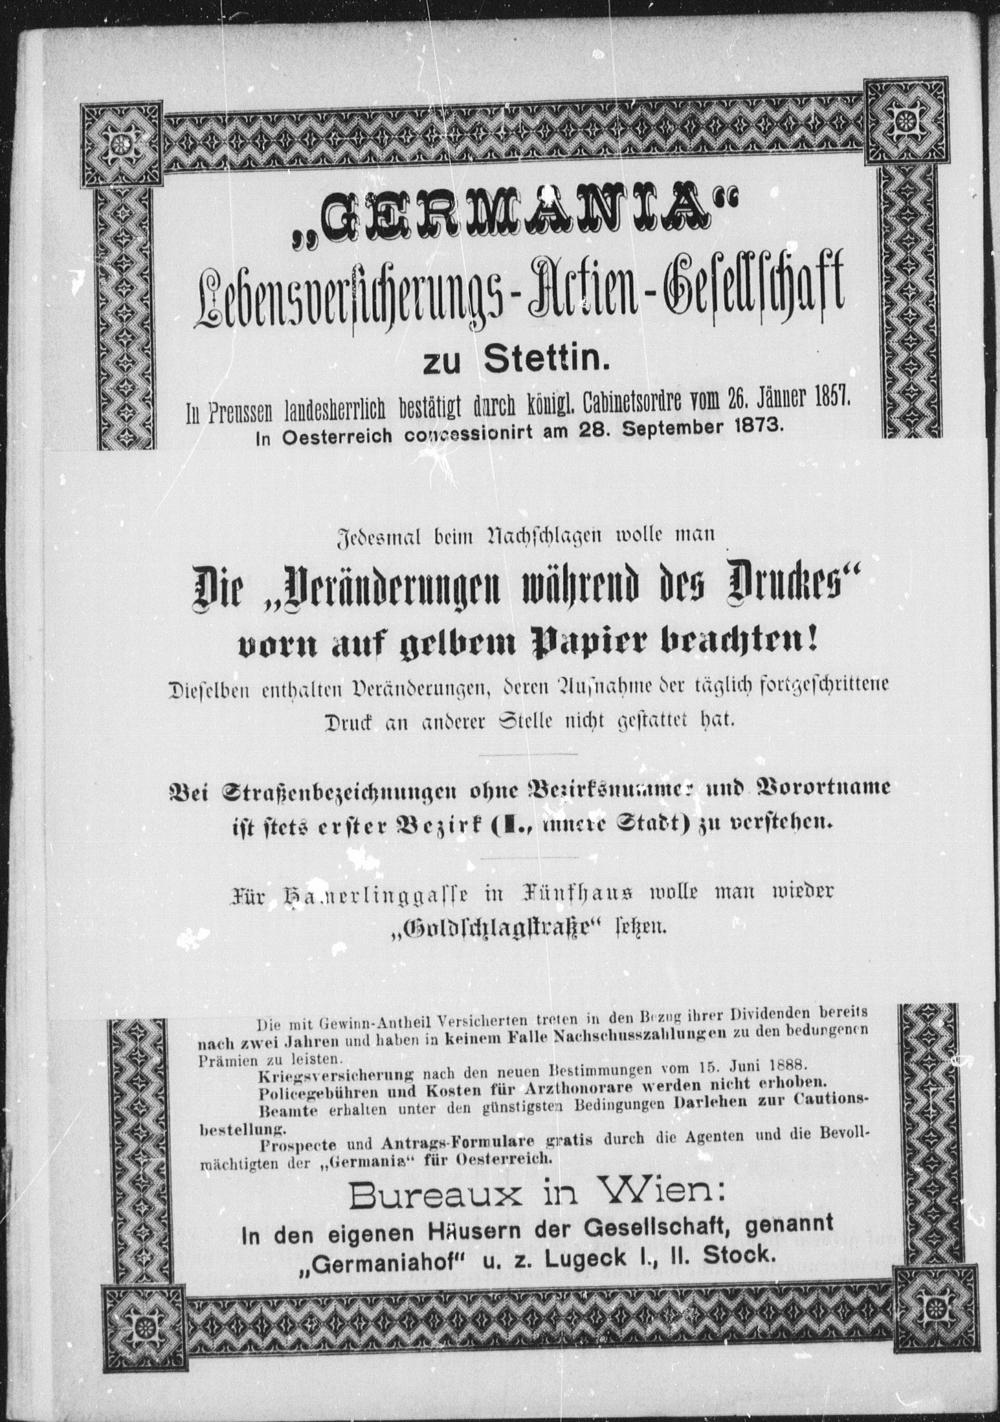 „GERMANIA“
Lebensversicherungs-Actien-Gesellschaft
zu Stettin.
In Preussen landesherrlich bestätigt durch königl. Cabinetsordre vom 26. Jänner 1857.
In Oesterreich concessionirt am 28. September 1873.
Jedesmal beim Nachschlagen wolle man
Die „Veränderungen während des Druckes“
vorn auf gelbem Papier beachten!
Dieselben enthalten Veränderungen, deren Aufnahme der täglich fortgeschrittene
Druck an anderer Stelle nicht gestattet hat.
Bei Straßenbezeichnungen ohne Bezirksnummer und Vorortname
ist stets erster Bezirk (I., innere Stadt) zu verstehen.
Für Hamerlinggasse in Fünfhaus wolle man wieder
„Goldschlagstraße“ setzen.
Die mit Gewinn-Antheil Versicherten treten in den Bezug ihrer Dividenden bereits
nach zwei Jahren und haben in keinem Falle Nachschusszahlungen zu den bedungenen
Prämien zu leisten.
Kriegsversicherung nach den neuen Bestimmungen vom 15. Juni 1888.
Policegebühren und Kosten für Arzthonorare werden nicht erhoben.
Beamte erhalten unter den günstigsten Bedingungen Darlehen zur Cautions-
bestellung.
Prospecte und Antrags-Formulare gratis durch die Agenten und die Bevoll-
mächtigten der „Germania“ für Oesterreich.
Bureaux in Wien:
In den eigenen Häusern der Gesellschaft, genannt
„Germaniahof“ u. z. Lugeck I., II. Stock.